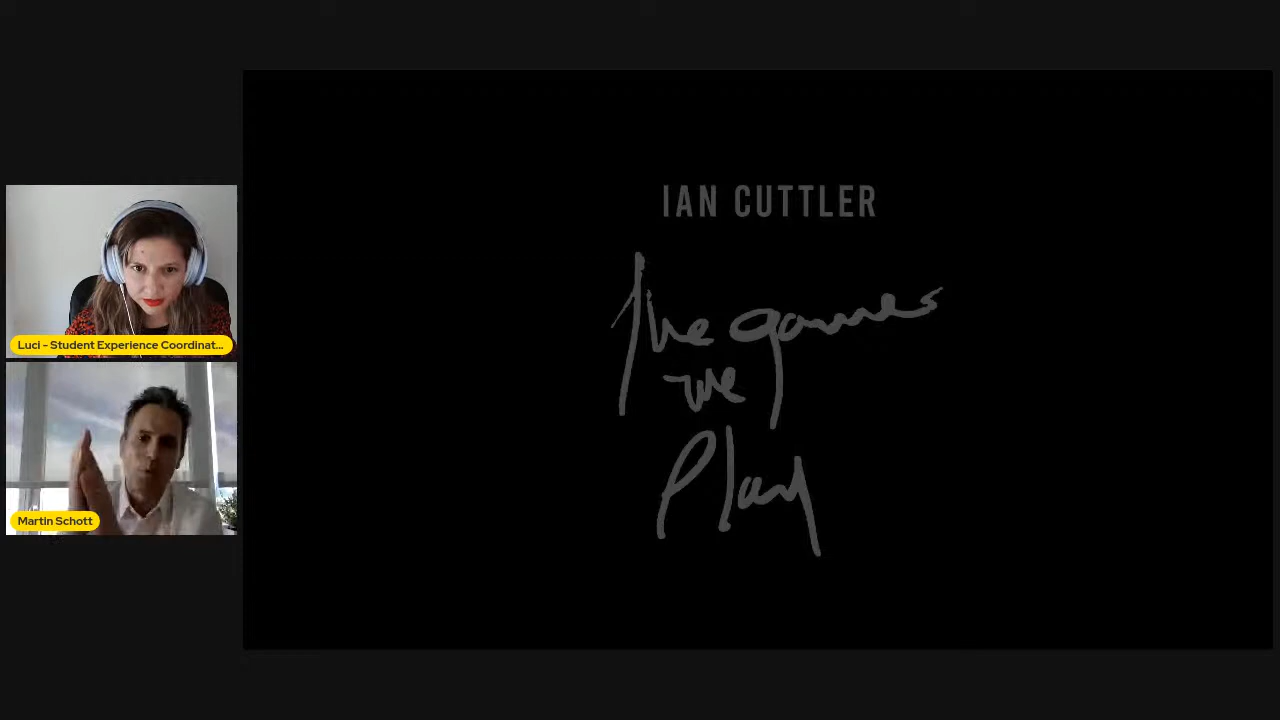 IAN CUTTLER
The games
we
Play
Luci - Student Experience Coordinat...
Martin Schott